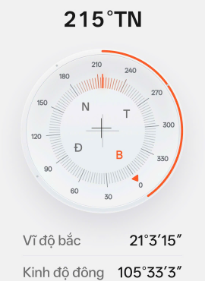 215°TN
210
180 240
150 270
N T
120 300
Đ B
90 330
60 0
30
Vĩ độ bắc 21°3′15″
Kinh độ đông 105°33′3″